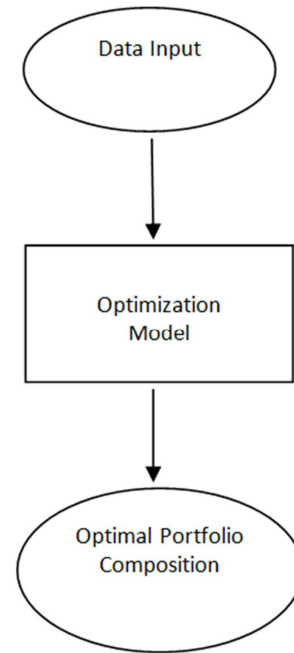 Data Input
Optimization
Model
Optimal Portfolio
Composition